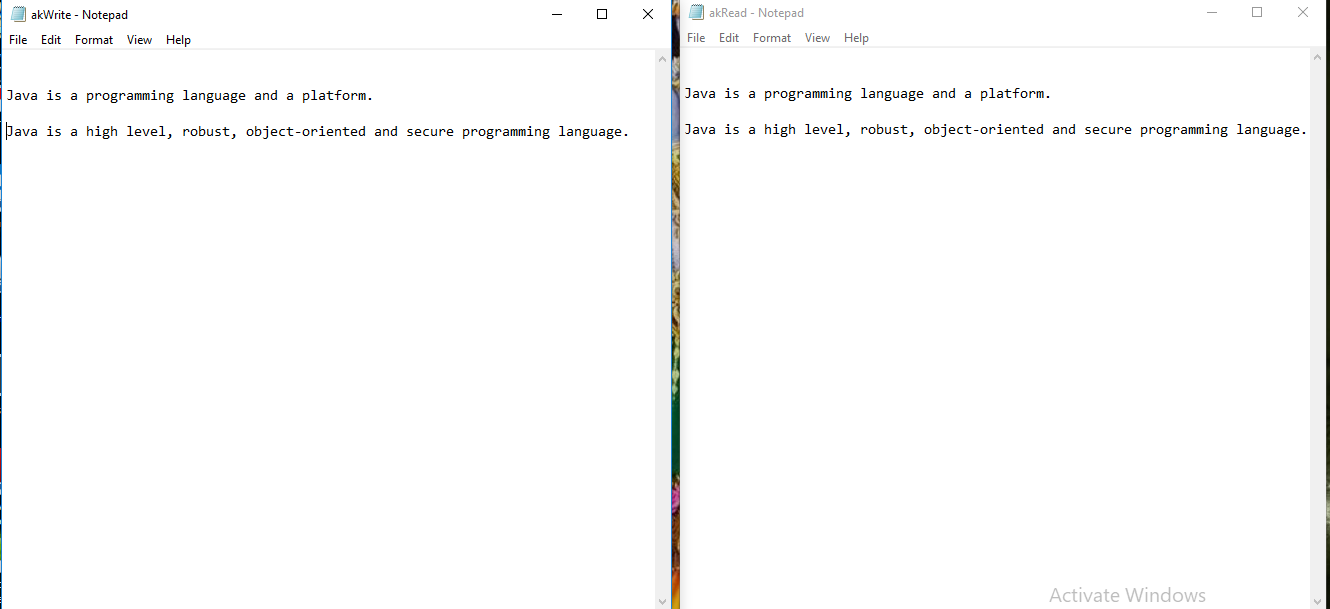 akWrite - Notepad
File Edit Format View Help
Java is a programming language and a platform.
Java is a high level, robust, object-oriented and secure programming language.
akRead - Notepad
File Edit Format View Help
Java is a programming language and a platform.
Java is a high level, robust, object-oriented and secure programming language.
Activate Windows